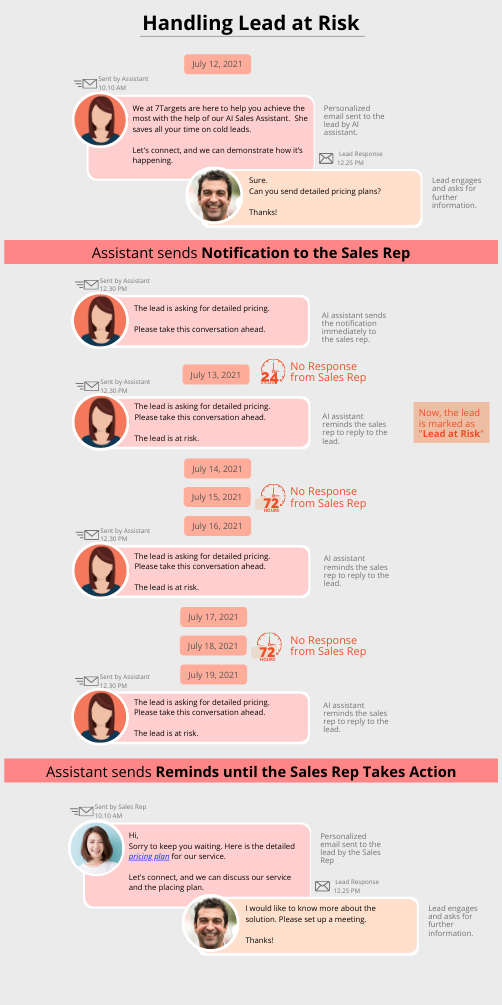 Handling Lead at Risk
July 12, 2021
Sent by Assistant
10.10 AM
We at 7Targets are here to help you achieve the
most with the help of our AI Sales Assistant. She
saves all your time on cold leads.
Let's connect, and we can demonstrate how it's
happening.
Personalized
email sent to the
lead by AI
assistant.
Lead Response
12.25 PM
Sure.
Can you send detailed pricing plans?
Thanks!
Lead engages
and asks for
further
information.
Assistant sends Notification to the Sales Rep
Sent by Assistant
12.30 PM
The lead is asking for detailed pricing.
Please take this conversation ahead.
AI assistant sends
the notification
immediately to
the sales rep.
July 13, 2021
24
No Response
from Sales Rep
Sent by Assistant
12.30 PM
The lead is asking for detailed pricing.
Please take this conversation ahead.
The lead is at risk.
AI assistant
reminds the sales
rep to reply to the
lead.
Now, the lead
is marked as
"Lead at Risk"
July 14, 2021
July 15, 2021
72
HOURS
No Response
from Sales Rep
July 16, 2021
Sent by Assistant
12.30 PM
The lead is asking for detailed pricing.
Please take this conversation ahead.
The lead is at risk.
AI assistant
reminds the sales
rep to reply to the
lead.
July 17, 2021
July 18, 2021
72
HOURS
No Response
from Sales Rep
July 19, 2021
Sent by Assistant
12.30 PM
The lead is asking for detailed pricing.
Please take this conversation ahead.
The lead is at risk.
AI assistant
reminds the sales
rep to reply to the
lead.
Assistant sends Reminds until the Sales Rep Takes Action
Sent by Sales Rep
10.10 AM
Hi,
Sorry to keep you waiting. Here is the detailed
pricing plan for our service.
Let's connect, and we can discuss our service
and the placing plan.
Personalized
email sent to the
lead by the Sales
Rep
Lead Response
12.25 PM
I would like to know more about the
solution. Please set up a meeting.
Thanks!
Lead engages
and asks for
further
information.